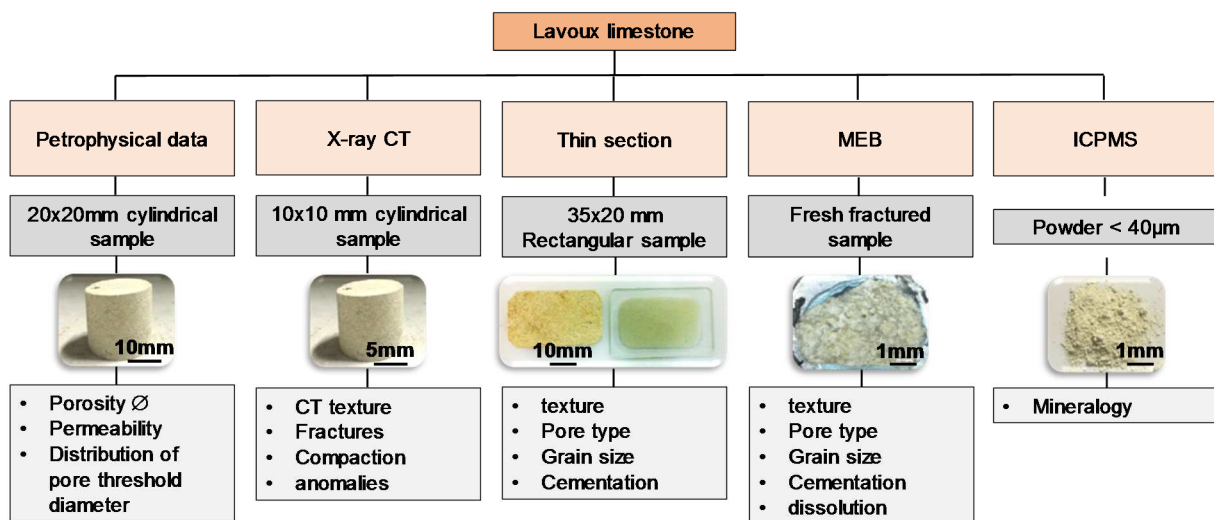 Lavoux limestone
Petrophysical data
X-ray CT
Thin section
MEB
ICPMS
20x20mm cylindrical
sample
10x10 mm cylindrical
sample
35x20 mm
Rectangular sample
Fresh fractured
sample
Powder < 40µm
10mm
5mm
10mm
1mm
1mm
• Porosity ∅
• Permeability
• Distribution of
pore threshold
diameter
• CT texture
• Fractures
• Compaction
• anomalies
• texture
• Pore type
• Grain size
• Cementation
• texture
• Pore type
• Grain size
• Cementation
• dissolution
• Mineralogy